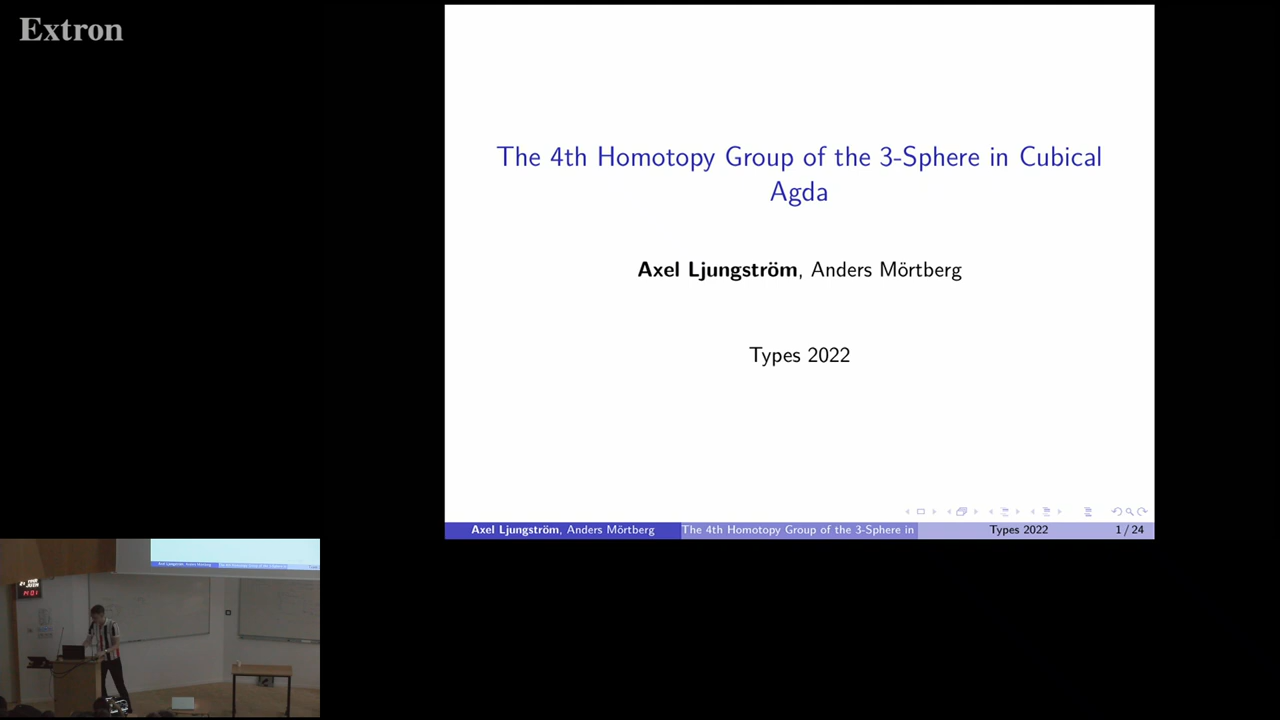 Extron
The 4th Homotopy Group of the 3-Sphere in Cubical
Agda
Axel Ljungström, Anders Mörtberg
Types 2022
Axel Ljungström, Anders Mörtberg
The 4th Homotopy Group of the 3-Sphere in
Types 2022
1 / 24